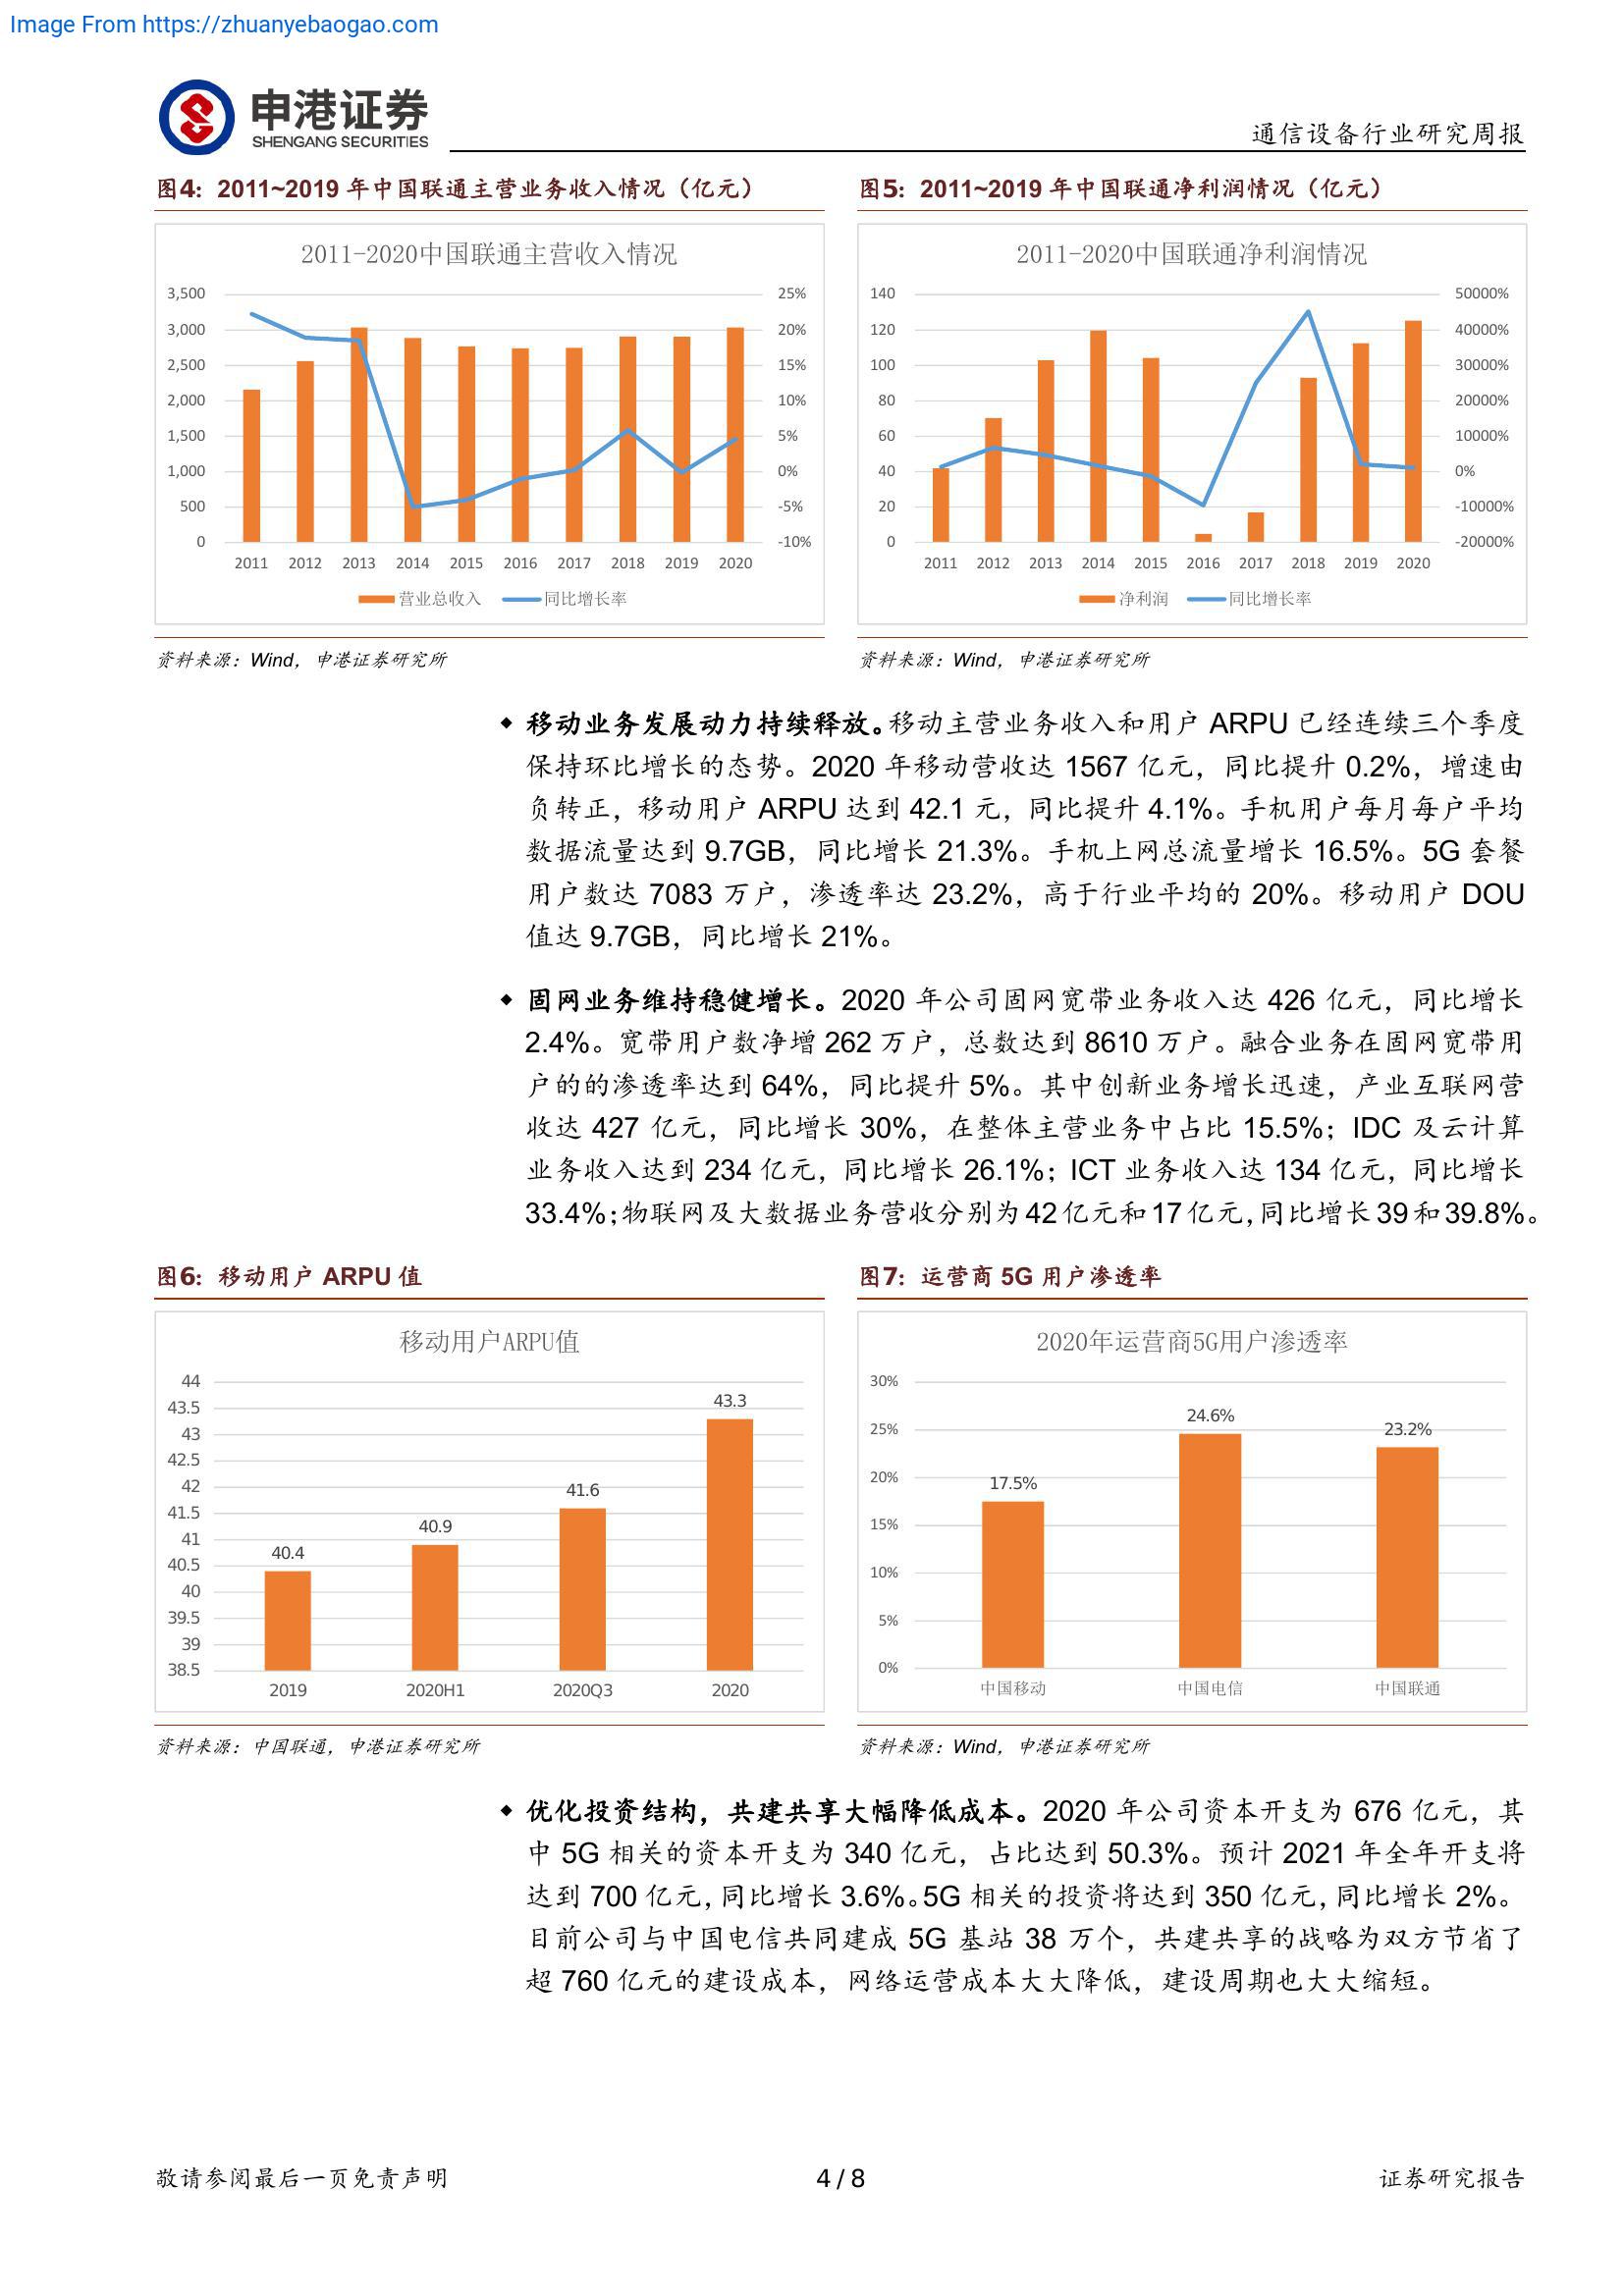 Image From https://zhuanyebaogao.com
申港证券
SHENGANG SECURITIES
通信设备行业研究周报
图4：2011~2019 年中国联通主营业务收入情况（亿元）
2011-2020中国联通主营收入情况
3,500
3,000
2,500
2,000
1,500
1,000
500
0
25%
20%
15%
10%
5%
0%
-5%
-10%
2011 2012 2013 2014 2015 2016 2017 2018 2019 2020
营业总收入 同比增长率
资料来源：Wind，申港证券研究所
图5：2011~2019 年中国联通净利润情况（亿元）
2011-2020中国联通净利润情况
140
120
100
80
60
40
20
0
50000%
40000%
30000%
20000%
10000%
0%
-10000%
-20000%
2011 2012 2013 2014 2015 2016 2017 2018 2019 2020
净利润 同比增长率
资料来源：Wind，申港证券研究所
◆ 移动业务发展动力持续释放。移动主营业务收入和用户 ARPU 已经连续三个季度
保持环比增长的态势。2020 年移动营收达 1567 亿元，同比提升 0.2%，增速由
负转正，移动用户 ARPU 达到 42.1 元，同比提升 4.1%。手机用户每月每户平均
数据流量达到 9.7GB，同比增长 21.3%。手机上网总流量增长 16.5%。5G 套餐
用户数达 7083 万户，渗透率达 23.2%，高于行业平均的 20%。移动用户 DOU
值达 9.7GB，同比增长 21%。
◆ 固网业务维持稳健增长。2020 年公司固网宽带业务收入达 426 亿元，同比增长
2.4%。宽带用户数净增 262 万户，总数达到 8610 万户。融合业务在固网宽带用
户的的渗透率达到 64%，同比提升 5%。其中创新业务增长迅速，产业互联网营
收达 427 亿元，同比增长 30%，在整体主营业务中占比 15.5%；IDC 及云计算
业务收入达到 234 亿元，同比增长 26.1%；ICT 业务收入达 134 亿元，同比增长
33.4%；物联网及大数据业务营收分别为 42 亿元和 17 亿元，同比增长 39 和 39.8%。
图6：移动用户 ARPU 值
移动用户ARPU值
44
43.5
43
42.5
42
41.5
41
40.5
40
39.5
39
38.5
40.4
40.9
41.6
43.3
2019 2020H1 2020Q3 2020
资料来源：中国联通，申港证券研究所
图7：运营商 5G 用户渗透率
2020年运营商5G用户渗透率
30%
25%
20%
15%
10%
5%
0%
17.5%
24.6%
23.2%
中国移动 中国电信 中国联通
资料来源：Wind，申港证券研究所
◆ 优化投资结构，共建共享大幅降低成本。2020 年公司资本开支为 676 亿元，其
中 5G 相关的资本开支为 340 亿元，占比达到 50.3%。预计 2021 年全年开支将
达到 700 亿元，同比增长 3.6%。5G 相关的投资将达到 350 亿元，同比增长 2%。
目前公司与中国电信共同建成 5G 基站 38 万个，共建共享的战略为双方节省了
超 760 亿元的建设成本，网络运营成本大大降低，建设周期也大大缩短。
敬请参阅最后一页免责声明 4 / 8 证券研究报告